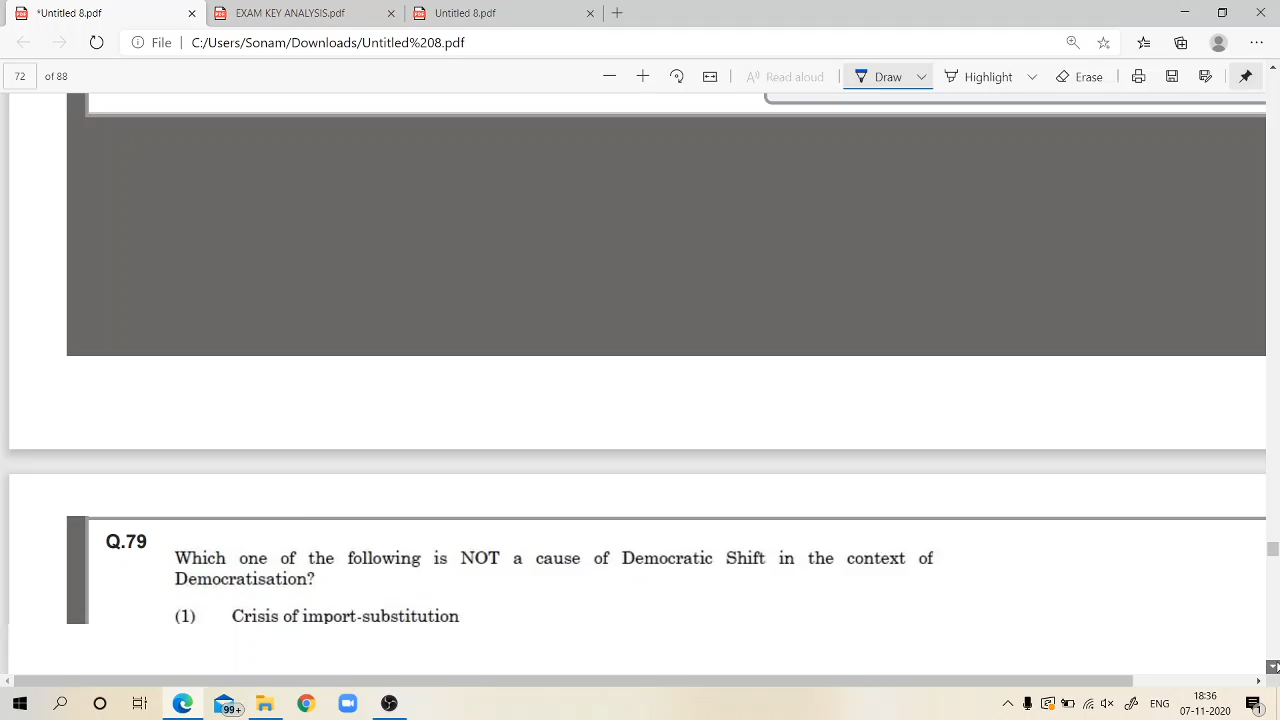 *Untitled 8.pdf
EXAM KEY ANALYSIS.pdf
Untitled 8.pdf
File C:/Users/Sonam/Downloads/Untitled%208.pdf
72 of 88
Read aloud
Draw
Highlight
Erase
Q.79
Which one of the following is NOT a cause of Democratic Shift in the context of
Democratisation?
(1) Crisis of import-substitution
99+
ENG
18:36
07-11-2020
1